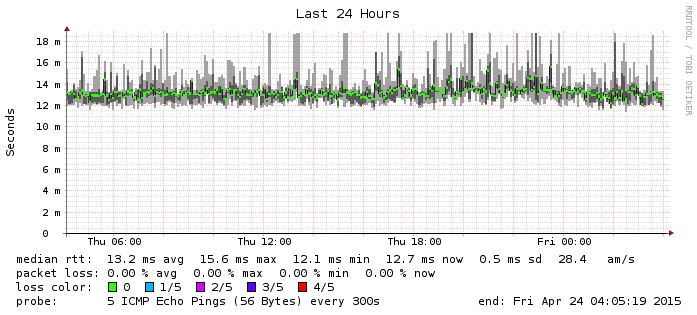 Last 24 Hours
RRDTOOL / TOBI OETIKER
Seconds
18 m
16 m
14 m
12 m
10 m
8 m
6 m
4 m
2 m
0
Thu 06:00 Thu 12:00 Thu 18:00 Fri 00:00
median rtt: 13.2 ms avg 15.6 ms max 12.1 ms min 12.7 ms now 0.5 ms sd 28.4 am/s
packet loss: 0.00 % avg 0.00 % max 0.00 % min 0.00 % now
loss color: 0 1/5 2/5 3/5 4/5
probe: 5 ICMP Echo Pings (56 Bytes) every 300s end: Fri Apr 24 04:05:19 2015